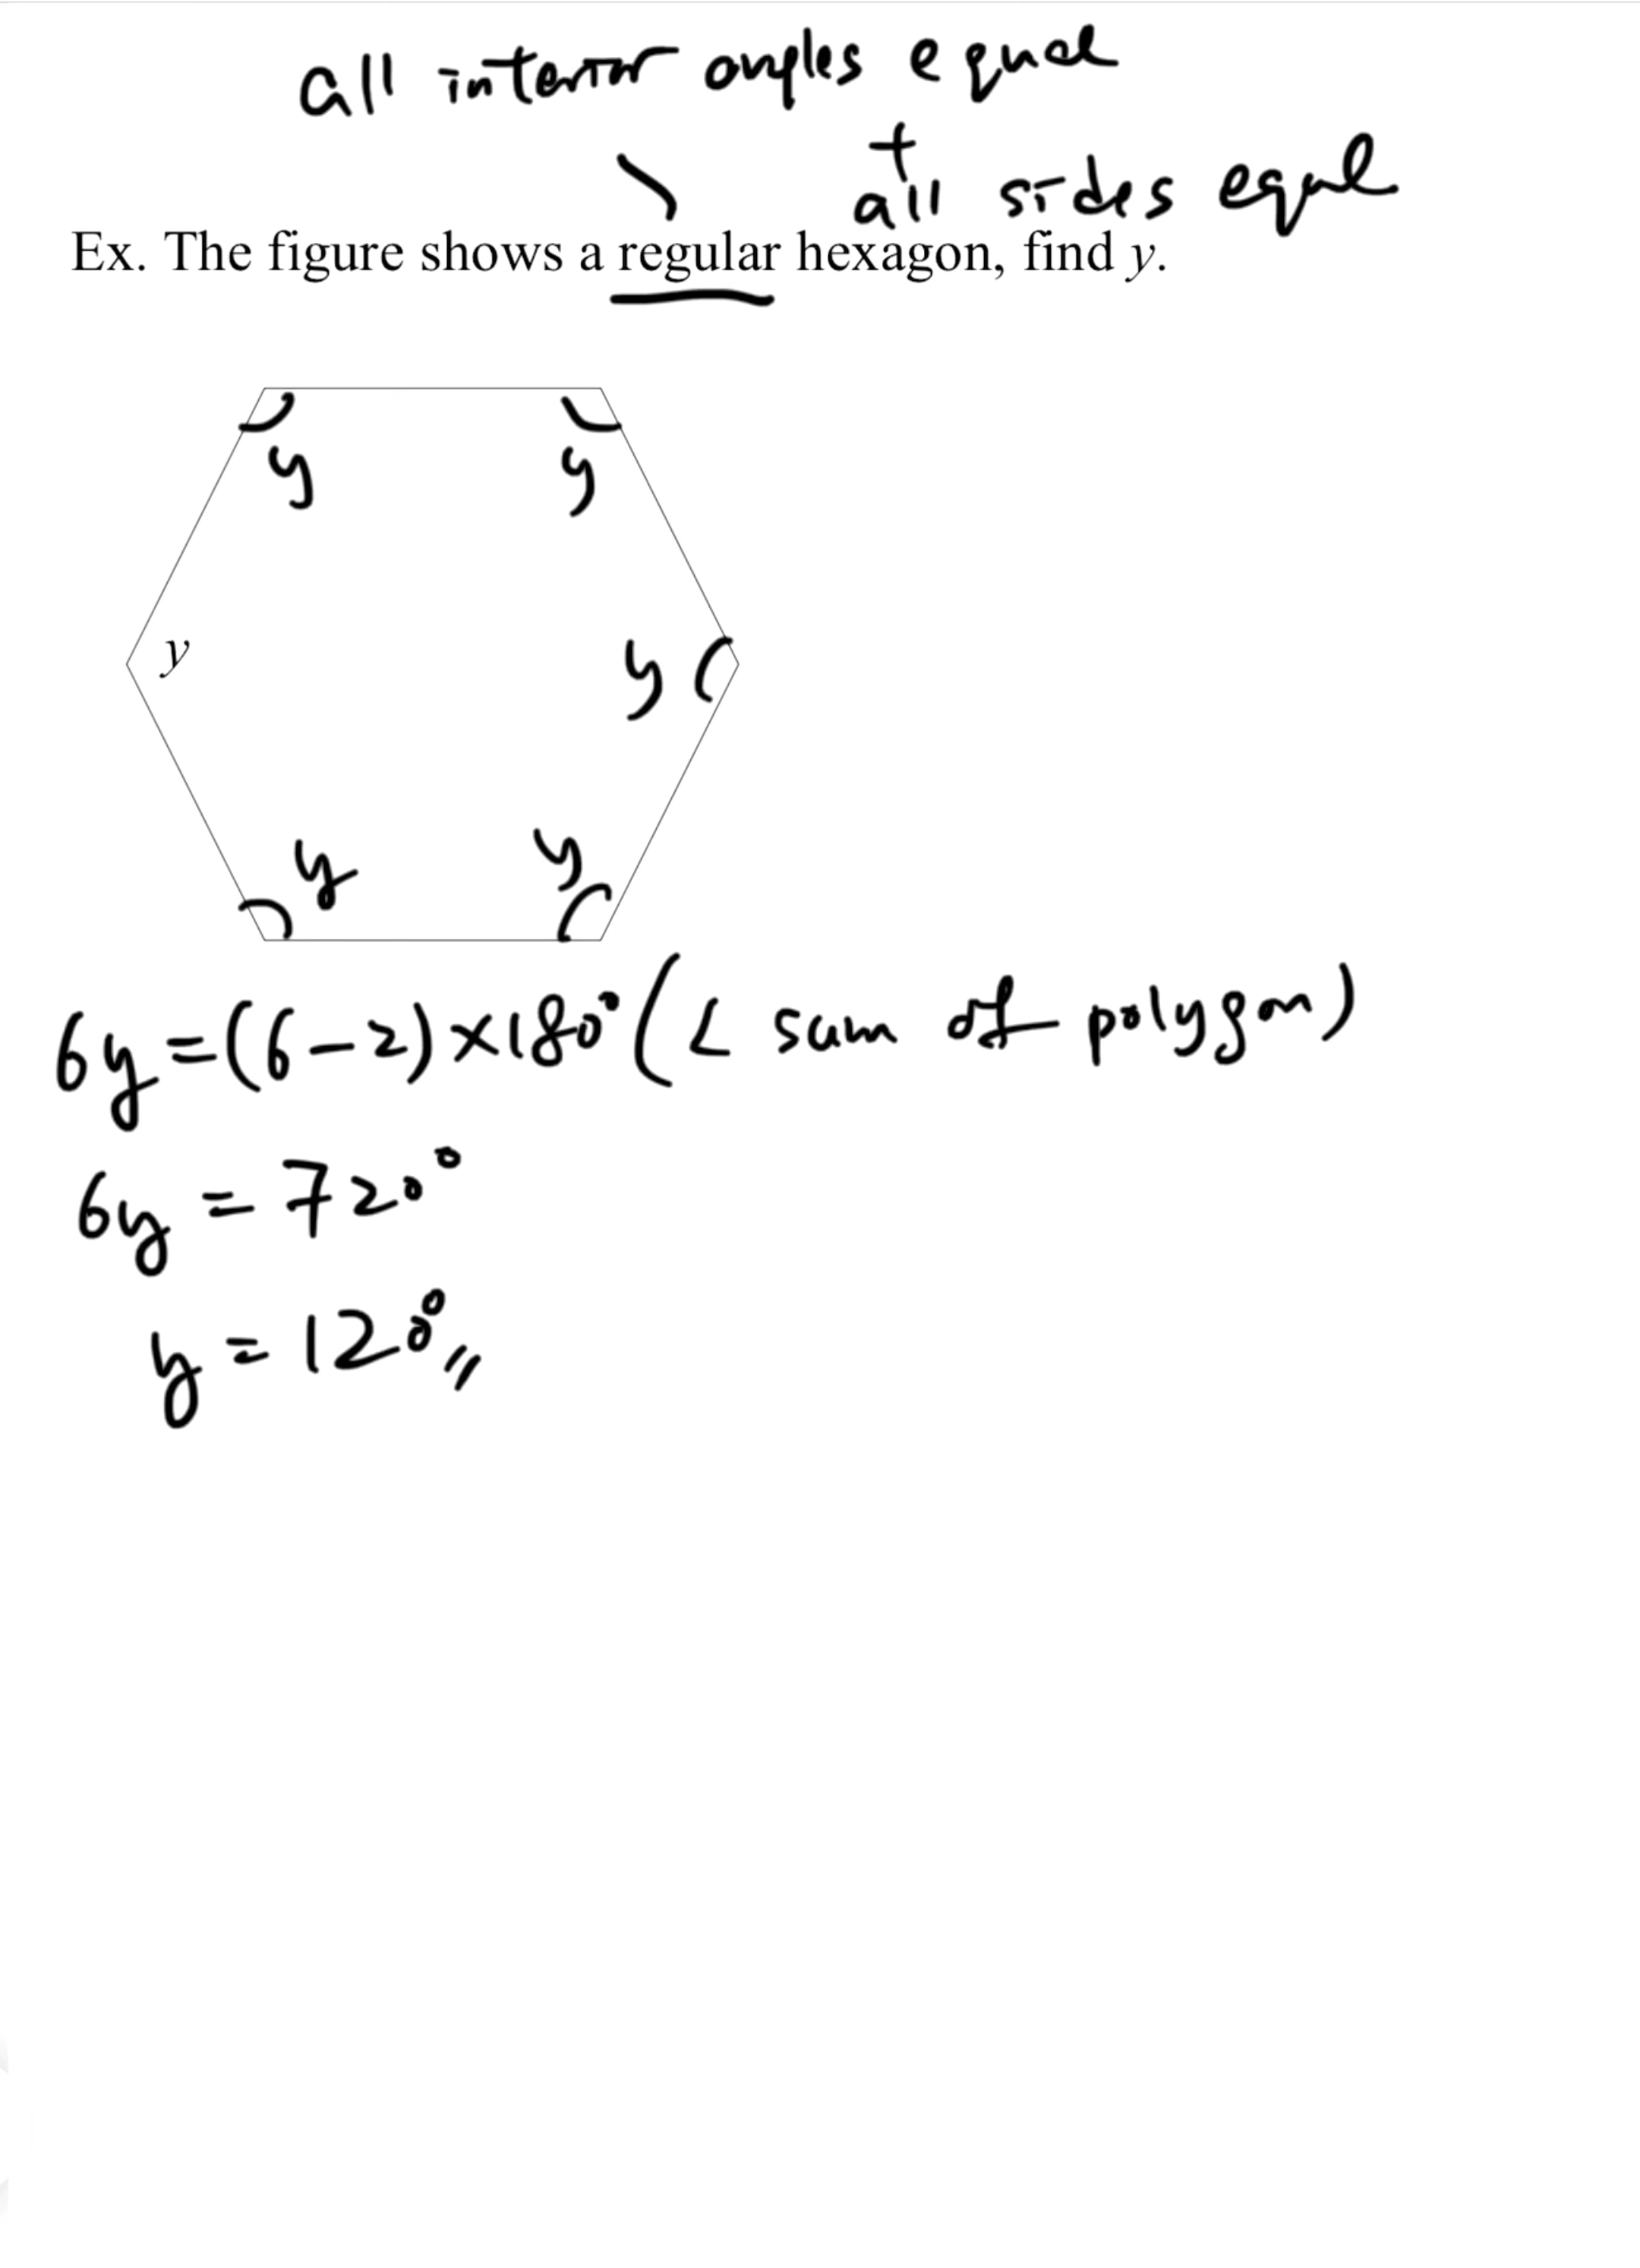 all interior angles equal
+
all sides equal
Ex. The figure shows a regular hexagon, find y.
y y
y y
y y
6y=(6-2)×180° (∠ sum of polygon)
6y = 720°
y = 120°